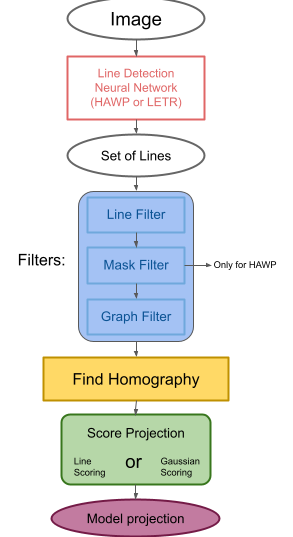 Image
Line Detection
Neural Network
(HAWP or LETR)
Set of Lines
Filters:
Line Filter
Mask Filter
Only for HAWP
Graph Filter
Find Homography
Score Projection
Line
Scoring
or
Gaussian
Scoring
Model projection